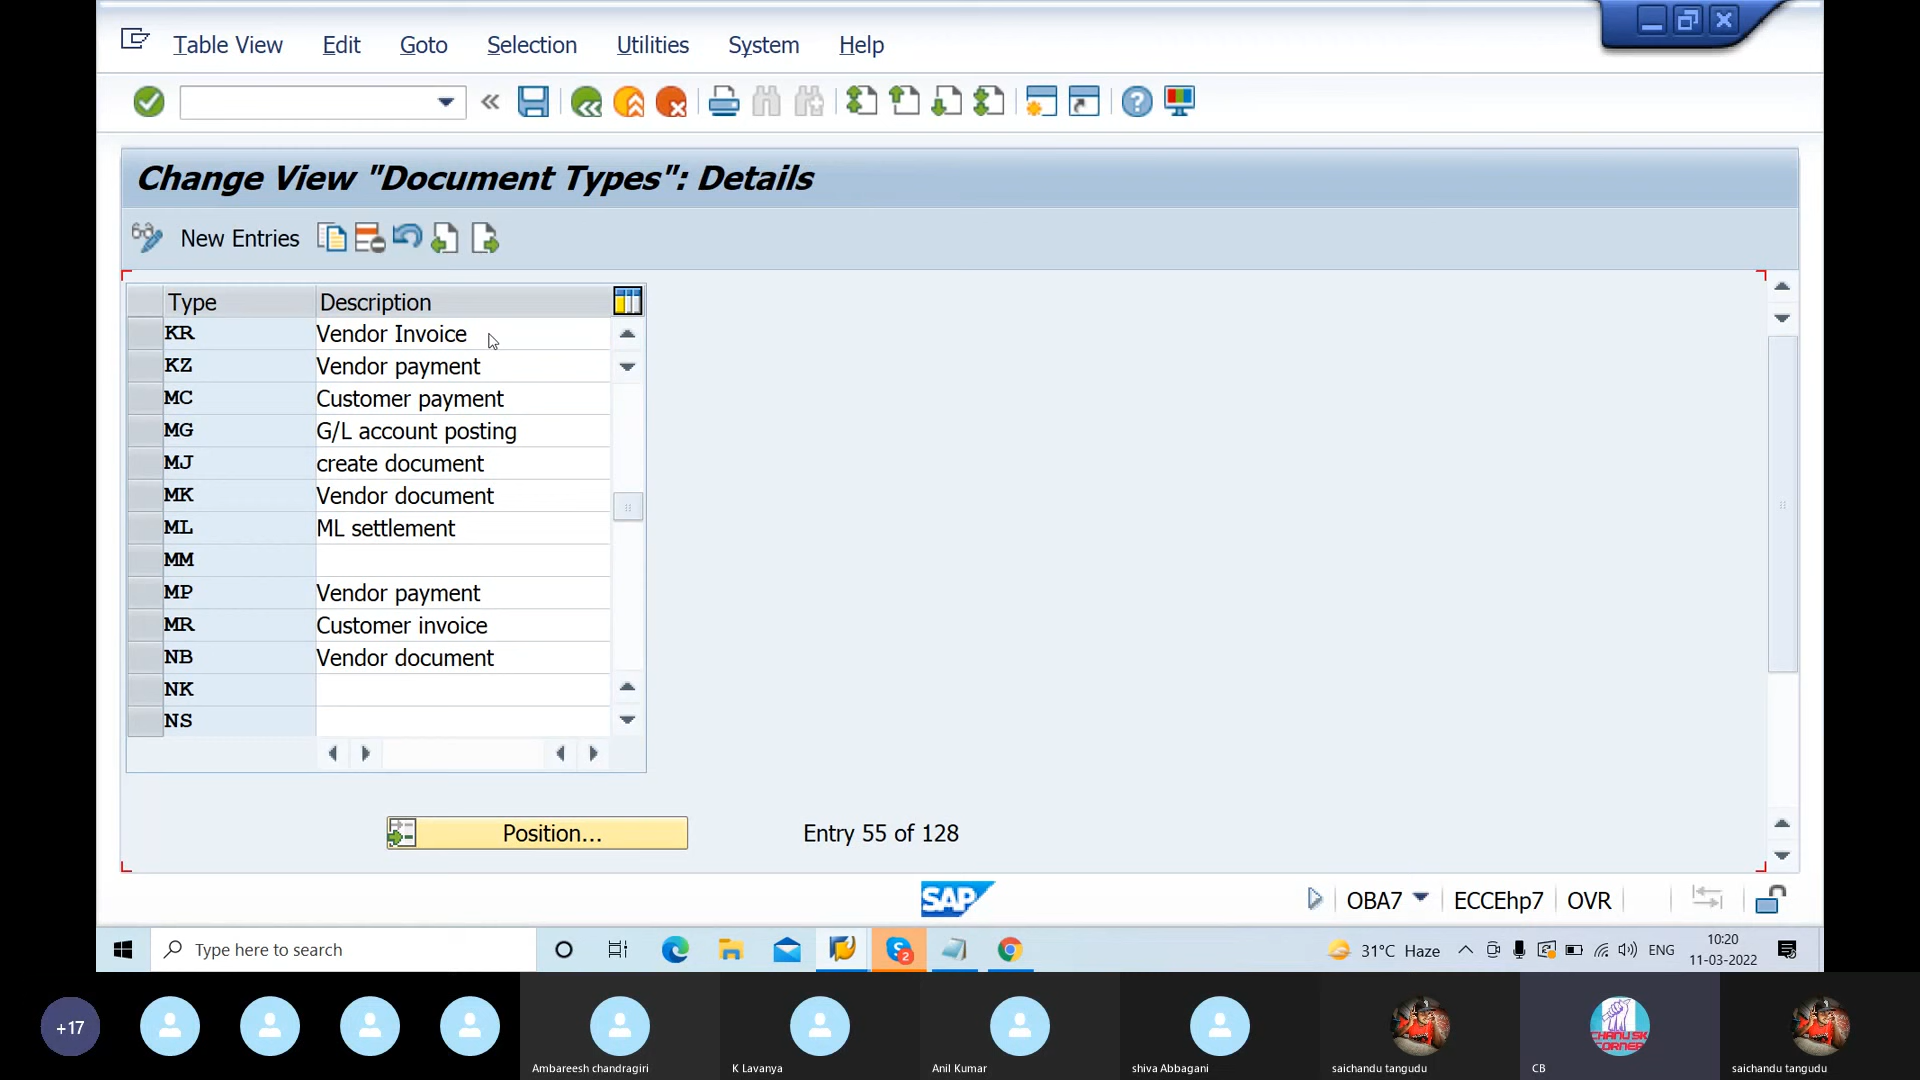 Table View Edit Goto Selection Utilities System Help
Change View "Document Types": Details
New Entries
Type Description
KR Vendor Invoice
KZ Vendor payment
MC Customer payment
MG G/L account posting
MJ create document
MK Vendor document
ML ML settlement
MM
MP Vendor payment
MR Customer invoice
NB Vendor document
NK
NS
Position... Entry 55 of 128
SAP OBA7 ECCEhp7 OVR
Type here to search 2 31°C Haze ENG 10:20
11-03-2022
+17
CHANU SK
CORNER
Ambareesh chandragiri K Lavanya Anil Kumar shiva Abbagani saichandu tangudu CB saichandu tangudu